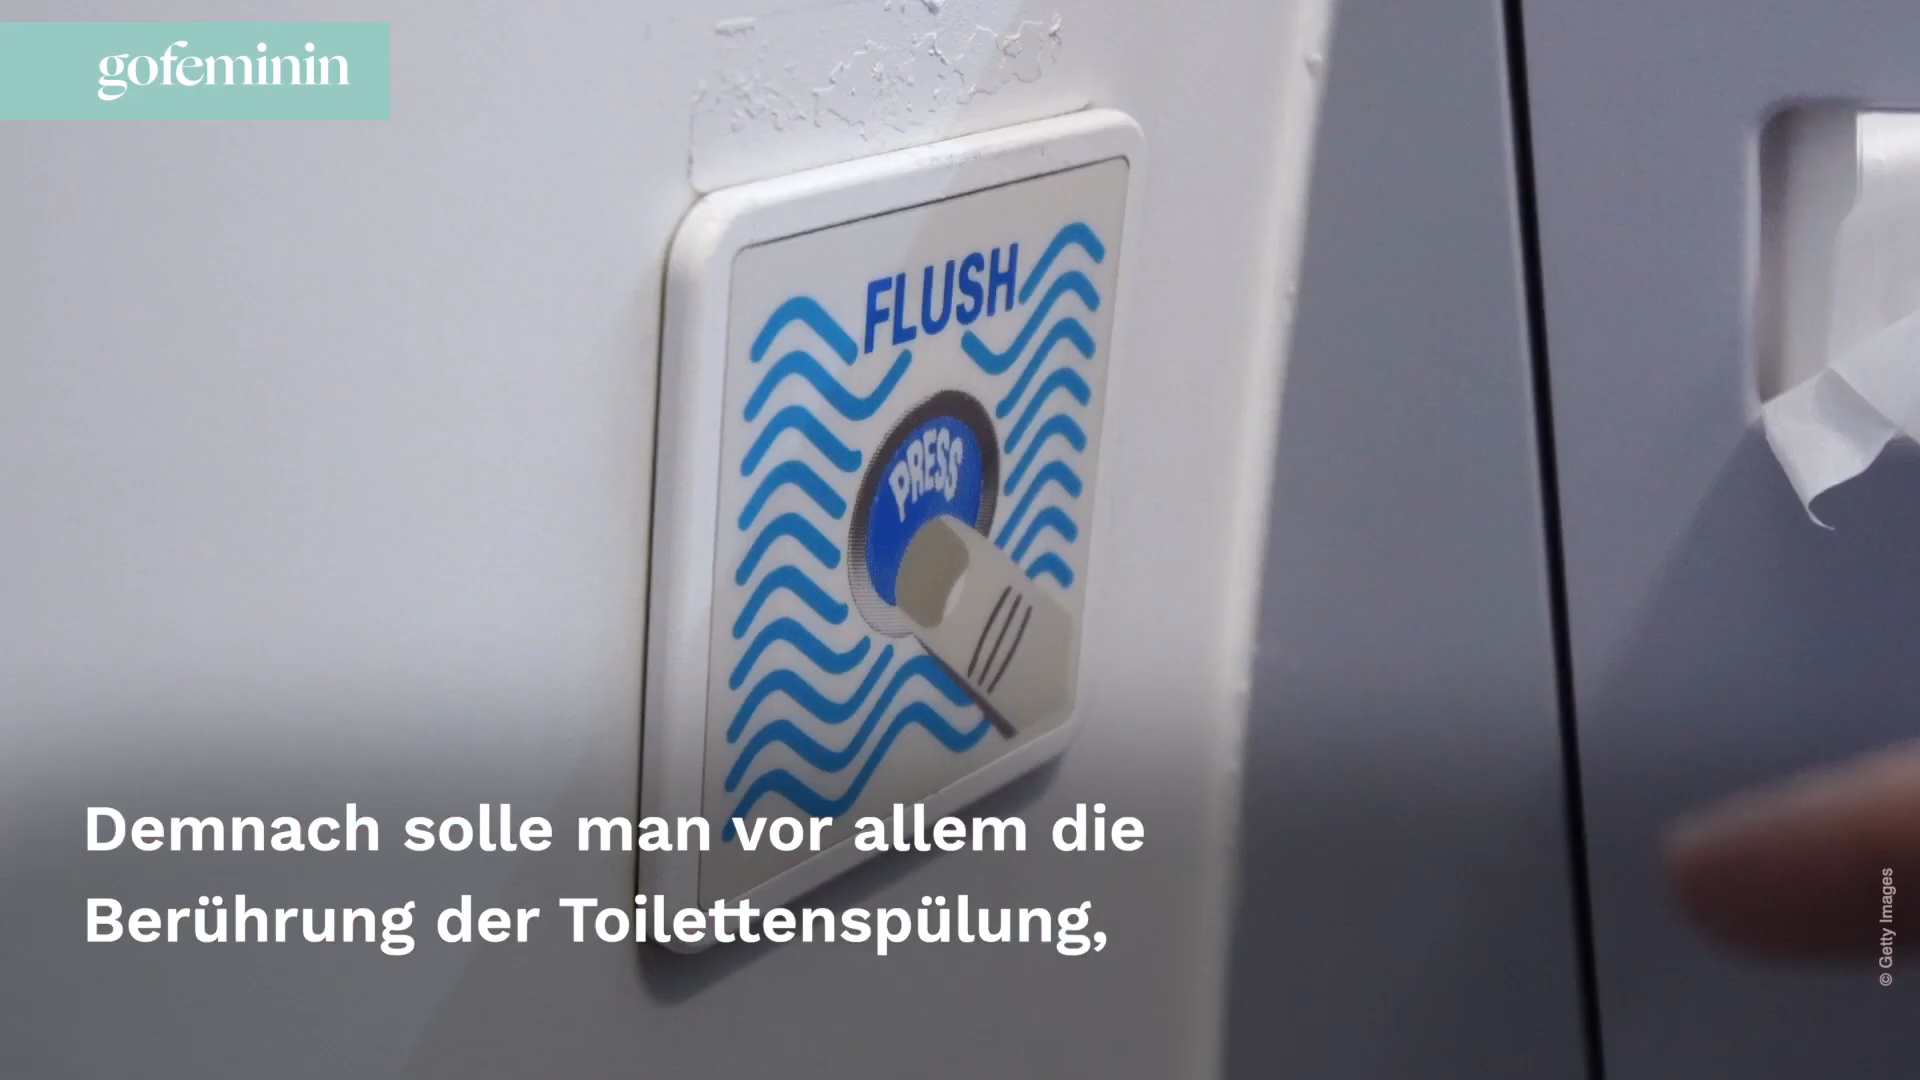 gofeminin
FLUSH
PRESS
Demnach solle man vor allem die
Berührung der Toilettenspülung,
© Getty Images